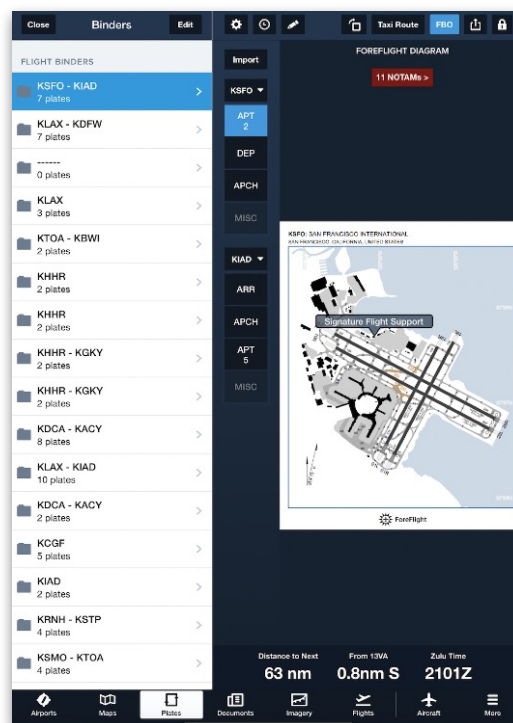 Close
Binders
Edit
FLIGHT BINDERS
KSFO - KIAD
7 plates
KLAX - KDFW
7 plates
------
0 plates
KLAX
3 plates
KTOA - KBWI
2 plates
KHHR
2 plates
KHHR
2 plates
KHHR - KGKY
2 plates
KHHR - KGKY
2 plates
KDCA - KACY
8 plates
KLAX - KIAD
10 plates
KDCA - KACY
2 plates
KCGF
5 plates
KIAD
2 plates
KRNH - KSTP
4 plates
KSMO - KTOA
4 plates
Taxi Route
FBO
Import
KSFO
APT
2
DEP
APCH
MISC
KIAD
ARR
APCH
APT
5
MISC
FOREFLIGHT DIAGRAM
11 NOTAMs >
KSFO: SAN FRANCISCO INTERNATIONAL
SAN FRANCISCO, CALIFORNIA, UNITED STATES
Signature Flight Support
ForeFlight
Distance to Next
From 13VA
Zulu Time
63 nm
0.8nm S
2101Z
Airports
Maps
Plates
Documents
Imagery
Flights
Aircraft
More